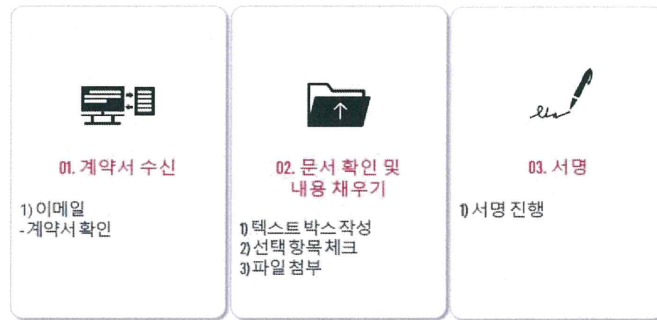 01. 계약서 수신
1) 이메일
- 계약서 확인
02. 문서 확인 및
내용 채우기
1) 텍스트 박스 작성
2) 선택 항목 체크
3) 파일 첨부
03. 서명
1) 서명 진행